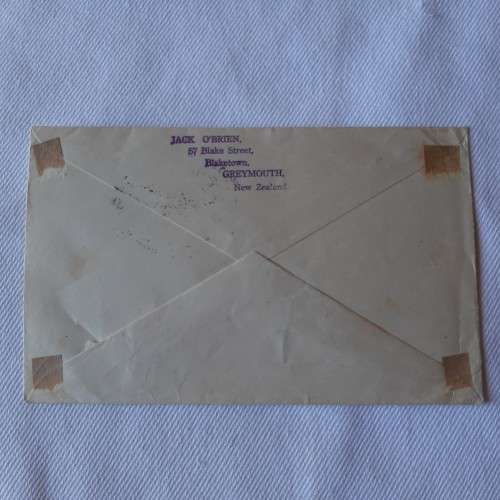 JACK O'BRIEN,
57 Blake Street,
Blaketown,
GREYMOUTH,
New Zealand